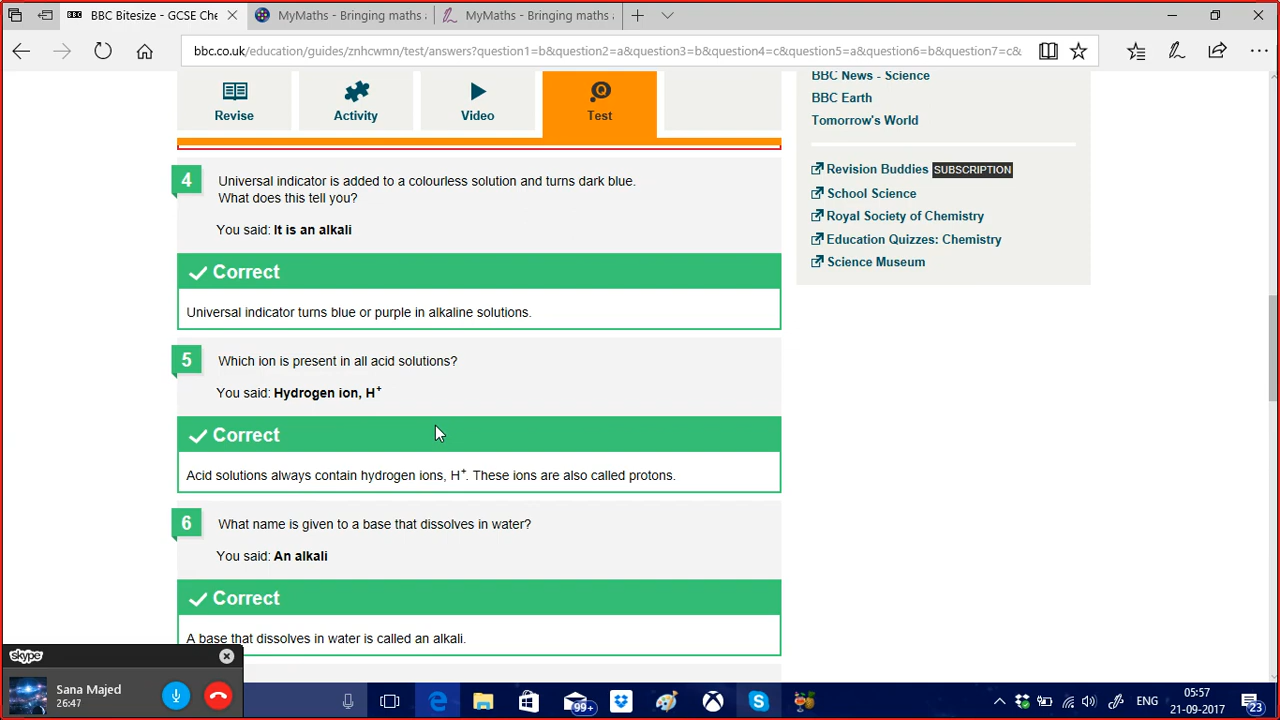 BBC Bitesize - GCSE Che
MyMaths - Bringing maths a
MyMaths - Bringing maths
bbc.co.uk/education/guides/znhcwmn/test/answers?question1=b&question2=a&question3=b&question4=c&question5=a&question6=b&question7=c&
Revise
Activity
Video
Test
BBC News - Science
BBC Earth
Tomorrow's World
Revision Buddies SUBSCRIPTION
School Science
Royal Society of Chemistry
Education Quizzes: Chemistry
Science Museum
4
Universal indicator is added to a colourless solution and turns dark blue.
What does this tell you?
You said: It is an alkali
Correct
Universal indicator turns blue or purple in alkaline solutions.
5
Which ion is present in all acid solutions?
You said: Hydrogen ion, H⁺
Correct
Acid solutions always contain hydrogen ions, H⁺. These ions are also called protons.
6
What name is given to a base that dissolves in water?
You said: An alkali
Correct
A base that dissolves in water is called an alkali.
skype
Sana Majed
26:47
99+
ENG
05:57
21-09-2017
23